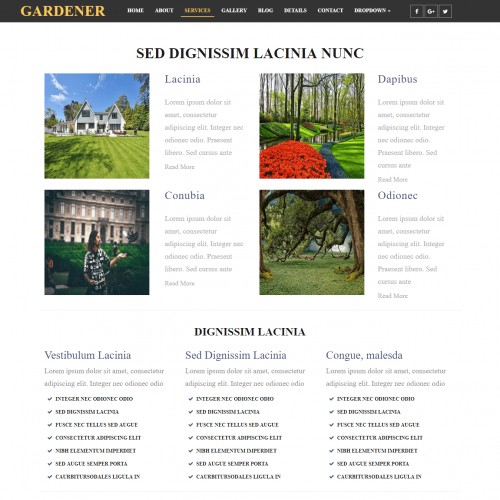 GARDENER HOME ABOUT SERVICES GALLERY BLOG DETAILS CONTACT DROPDOWN
SED DIGNISSIM LACINIA NUNC
Lacinia
Lorem ipsum dolor sit
amet, consectetur
adipiscing elit. Integer nec
odionec odio. Praesent
libero. Sed cursus ante
Read More
Dapibus
Lorem ipsum dolor sit
amet, consectetur
adipiscing elit. Integer
nec odionec odio.
Praesent libero. Sed
cursus ante
Read More
Conubia
Lorem ipsum dolor sit
amet, consectetur
adipiscing elit. Integer nec
odionec odio. Praesent
libero. Sed cursus ante
Read More
Odionec
Lorem ipsum dolor sit
amet, consectetur
adipiscing elit. Integer
nec odionec odio.
Praesent libero. Sed
cursus ante
Read More
DIGNISSIM LACINIA
Vestibulum Lacinia
Lorem ipsum dolor sit amet, consectetur
adipiscing elit. Integer nec odionec odio
INTEGER NEC ODIONEC ODIO
SED DIGNISSIM LACINIA
FUSCE NEC TELLUS SED AUGUE
CONSECTETUR ADIPISCING ELIT
NIBH ELEMENTUM IMPERDIET
SED AUGUE SEMPER PORTA
CAURBITURSODALES LIGULA IN
Sed Dignissim Lacinia
Lorem ipsum dolor sit amet, consectetur
adipiscing elit. Integer nec odionec odio
INTEGER NEC ODIONEC ODIO
SED DIGNISSIM LACINIA
FUSCE NEC TELLUS SED AUGUE
CONSECTETUR ADIPISCING ELIT
NIBH ELEMENTUM IMPERDIET
SED AUGUE SEMPER PORTA
CAURBITURSODALES LIGULA IN
Congue, malesda
Lorem ipsum dolor sit amet, consectetur
adipiscing elit. Integer nec odionec odio
INTEGER NEC ODIONEC ODIO
SED DIGNISSIM LACINIA
FUSCE NEC TELLUS SED AUGUE
CONSECTETUR ADIPISCING ELIT
NIBH ELEMENTUM IMPERDIET
SED AUGUE SEMPER PORTA
CAURBITURSODALES LIGULA IN